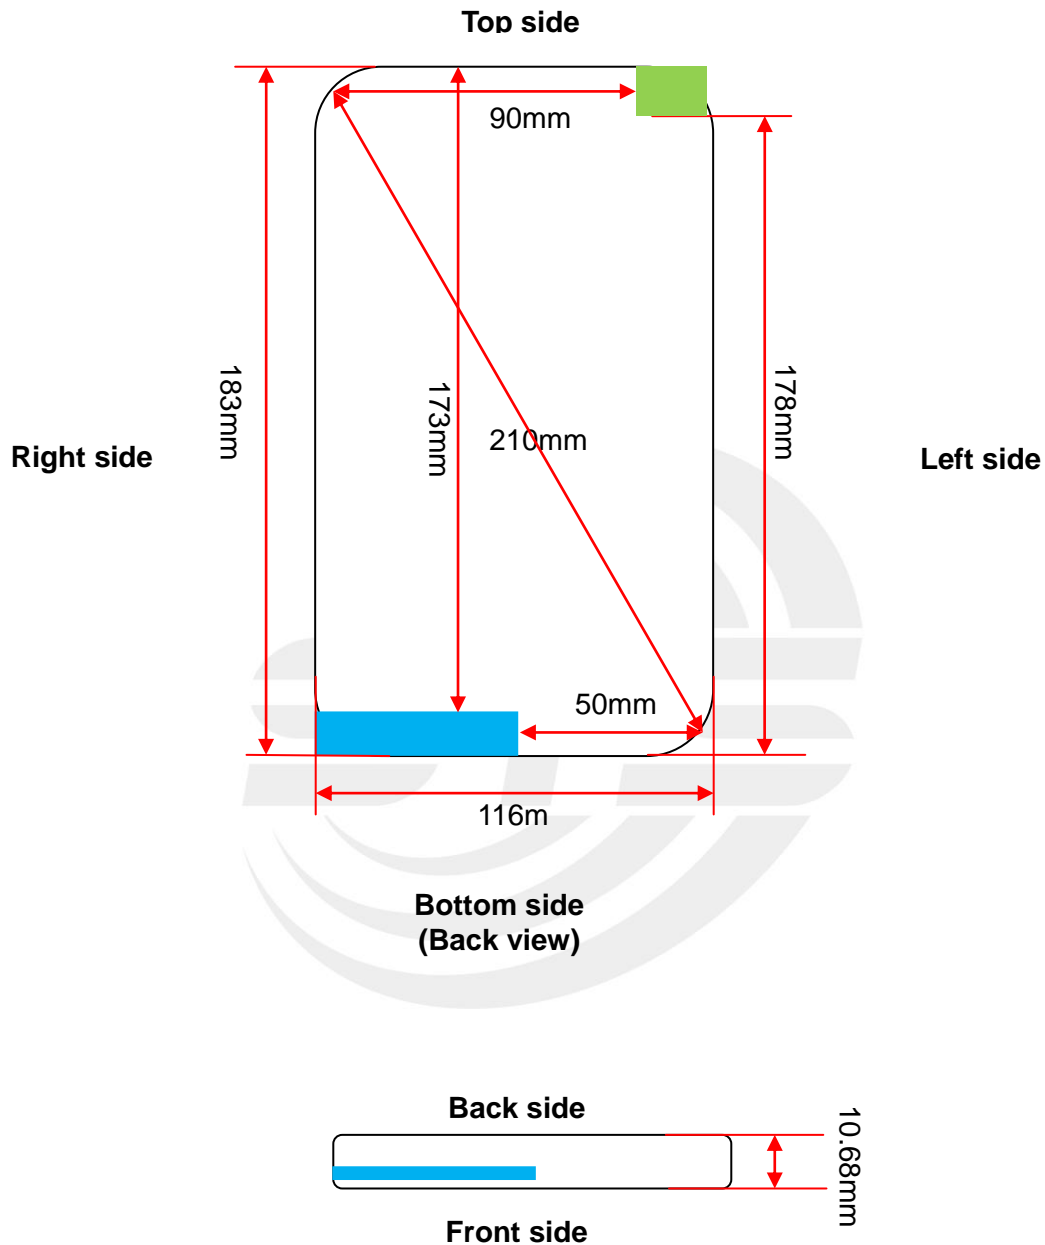 Top side
90mm
183mm
173mm
178mm
210mm
Right side
Left side
50mm
116m
Bottom side
(Back view)
Back side
10.68mm
Front side